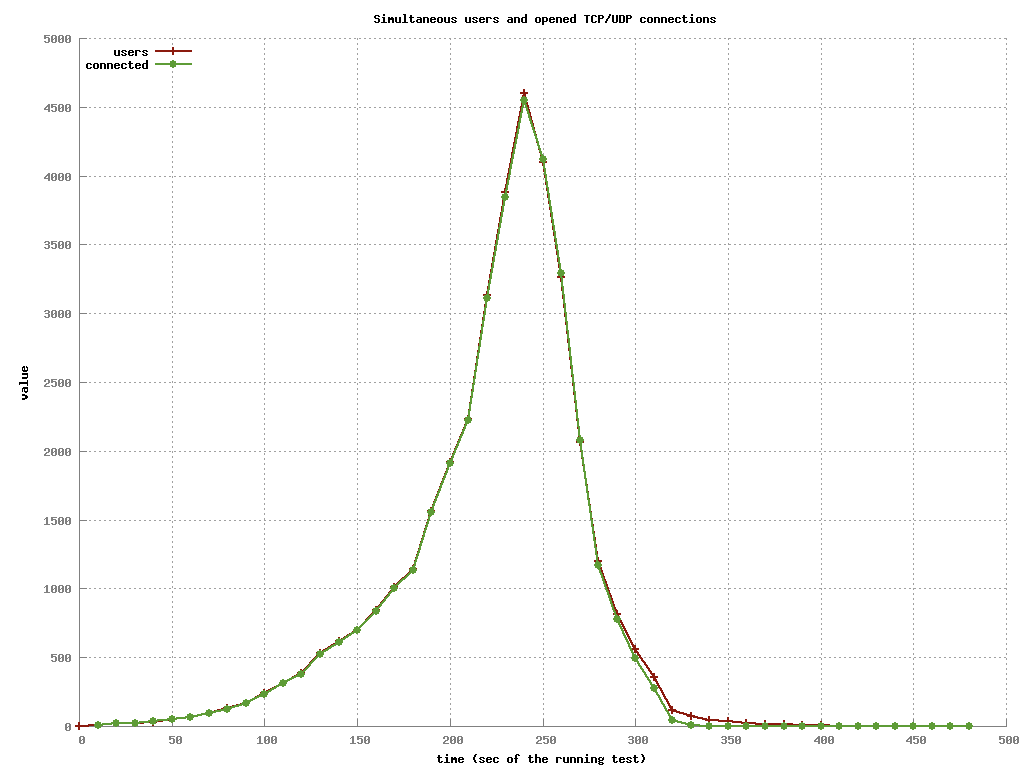 Simultaneous users and opened TCP/UDP connections
5000
users
connected
4500
4000
3500
3000
value
2500
2000
1500
1000
500
0
0 50 100 150 200 250 300 350 400 450 500
time (sec of the running test)